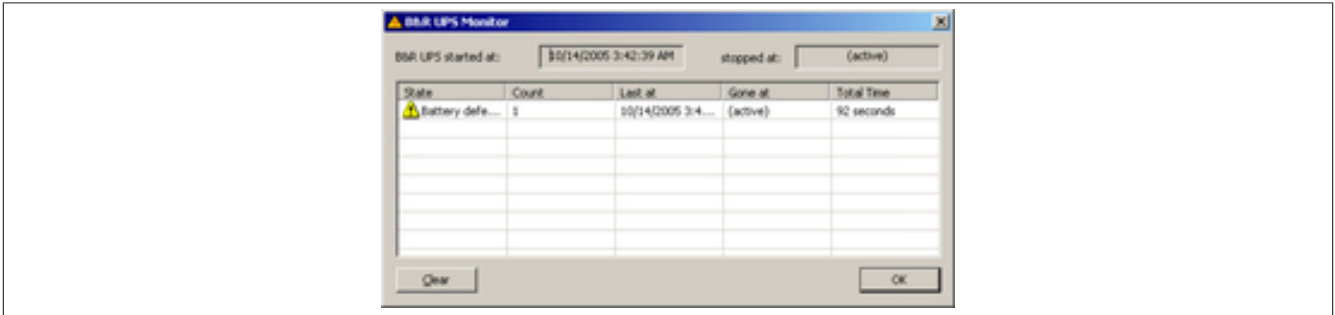 B&R UPS Monitor
B&R UPS started at: 10/14/2005 3:42:39 AM stopped at: (active)
State Count Last at Gone at Total Time
Battery defe.... 1 10/14/2005 3:4.... (active) 92 seconds
Clear OK